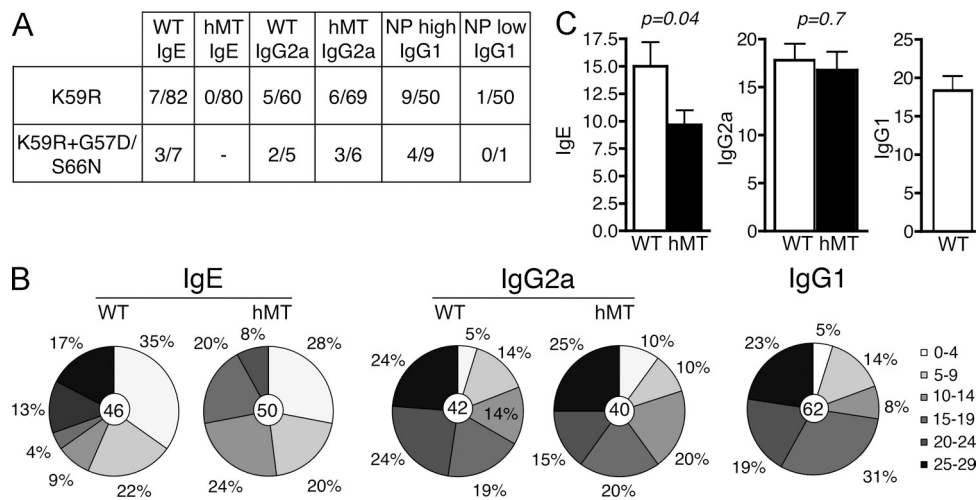 A
WT IgE hMT IgE WT IgG2a hMT IgG2a NP high IgG1 NP low IgG1
K59R 7/82 0/80 5/60 6/69 9/50 1/50
K59R+G57D/S66N 3/7 - 2/5 3/6 4/9 0/1
C
p=0.04
17.5
15.0
12.5
10.0
7.5
5.0
2.5
0.0
IgE
WT hMT
p=0.7
20
15
10
5
0
IgG2a
WT hMT
25
20
15
10
5
0
IgG1
WT
B
IgE
WT hMT
17% 35% 13% 4% 9% 22% 46
20% 8% 28% 24% 20% 50
IgG2a
WT hMT
5% 14% 24% 14% 24% 19% 42
25% 10% 10% 15% 20% 20% 40
IgG1
23% 5% 14% 8% 19% 31% 62
0-4
5-9
10-14
15-19
20-24
25-29